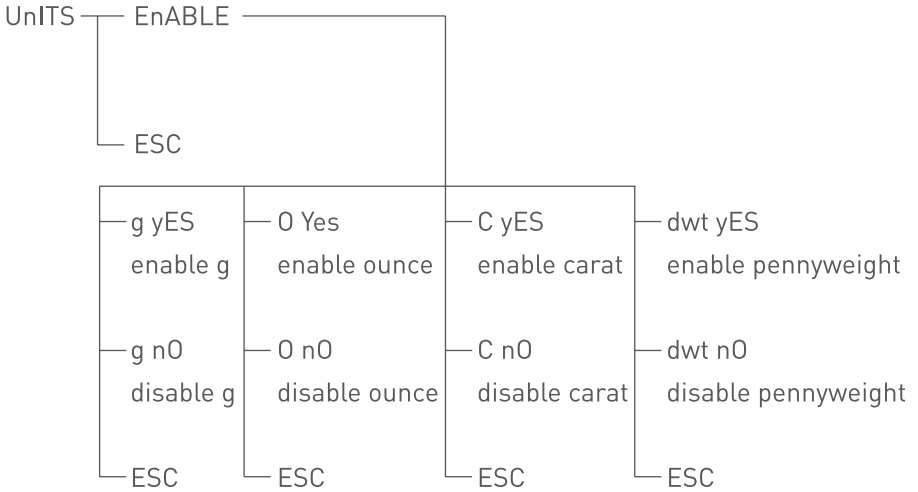 UnITS EnABLE
ESC
g yES
enable g
g nO
disable g
ESC
O Yes
enable ounce
O nO
disable ounce
ESC
C yES
enable carat
C nO
disable carat
ESC
dwt yES
enable pennyweight
dwt nO
disable pennyweight
ESC